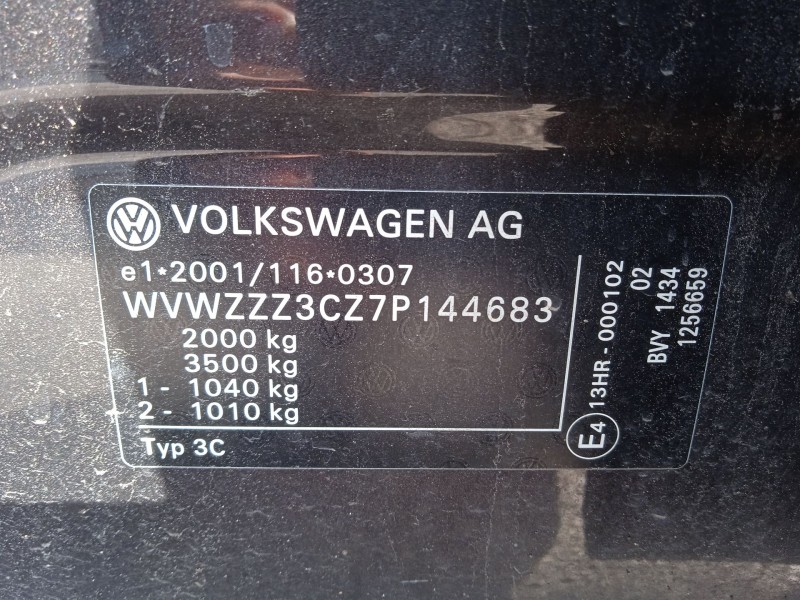 VOLKSWAGEN AG
e1*2001/116*0307
WVWZZZ3CZ7P144683
2000 kg
3500 kg
1 - 1040 kg
2 - 1010 kg
Typ 3C
E4 13HR - 000102
02
BVY 1434
1256659